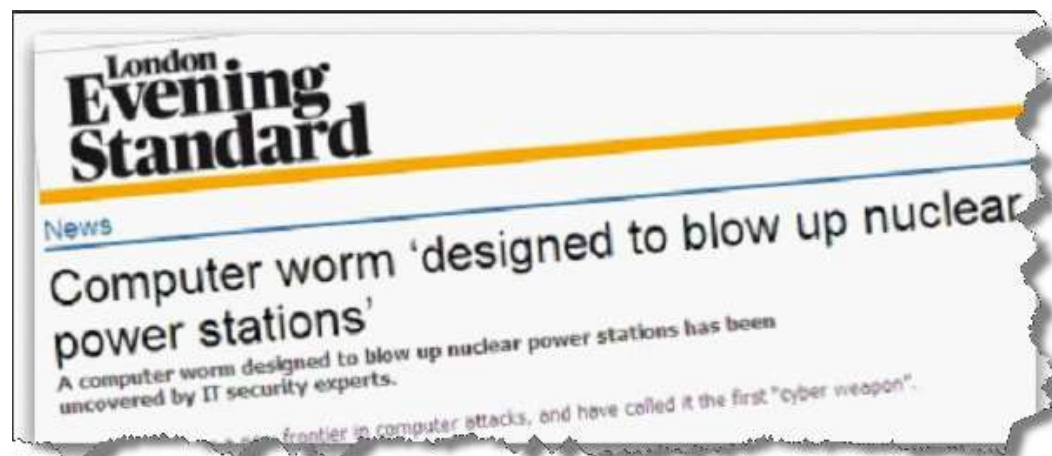 London
Evening
Standard
News
Computer worm ‘designed to blow up nuclear
power stations’
A computer worm designed to blow up nuclear power stations has been
uncovered by IT security experts.
frontier in computer attacks, and have called it the first "cyber weapon".